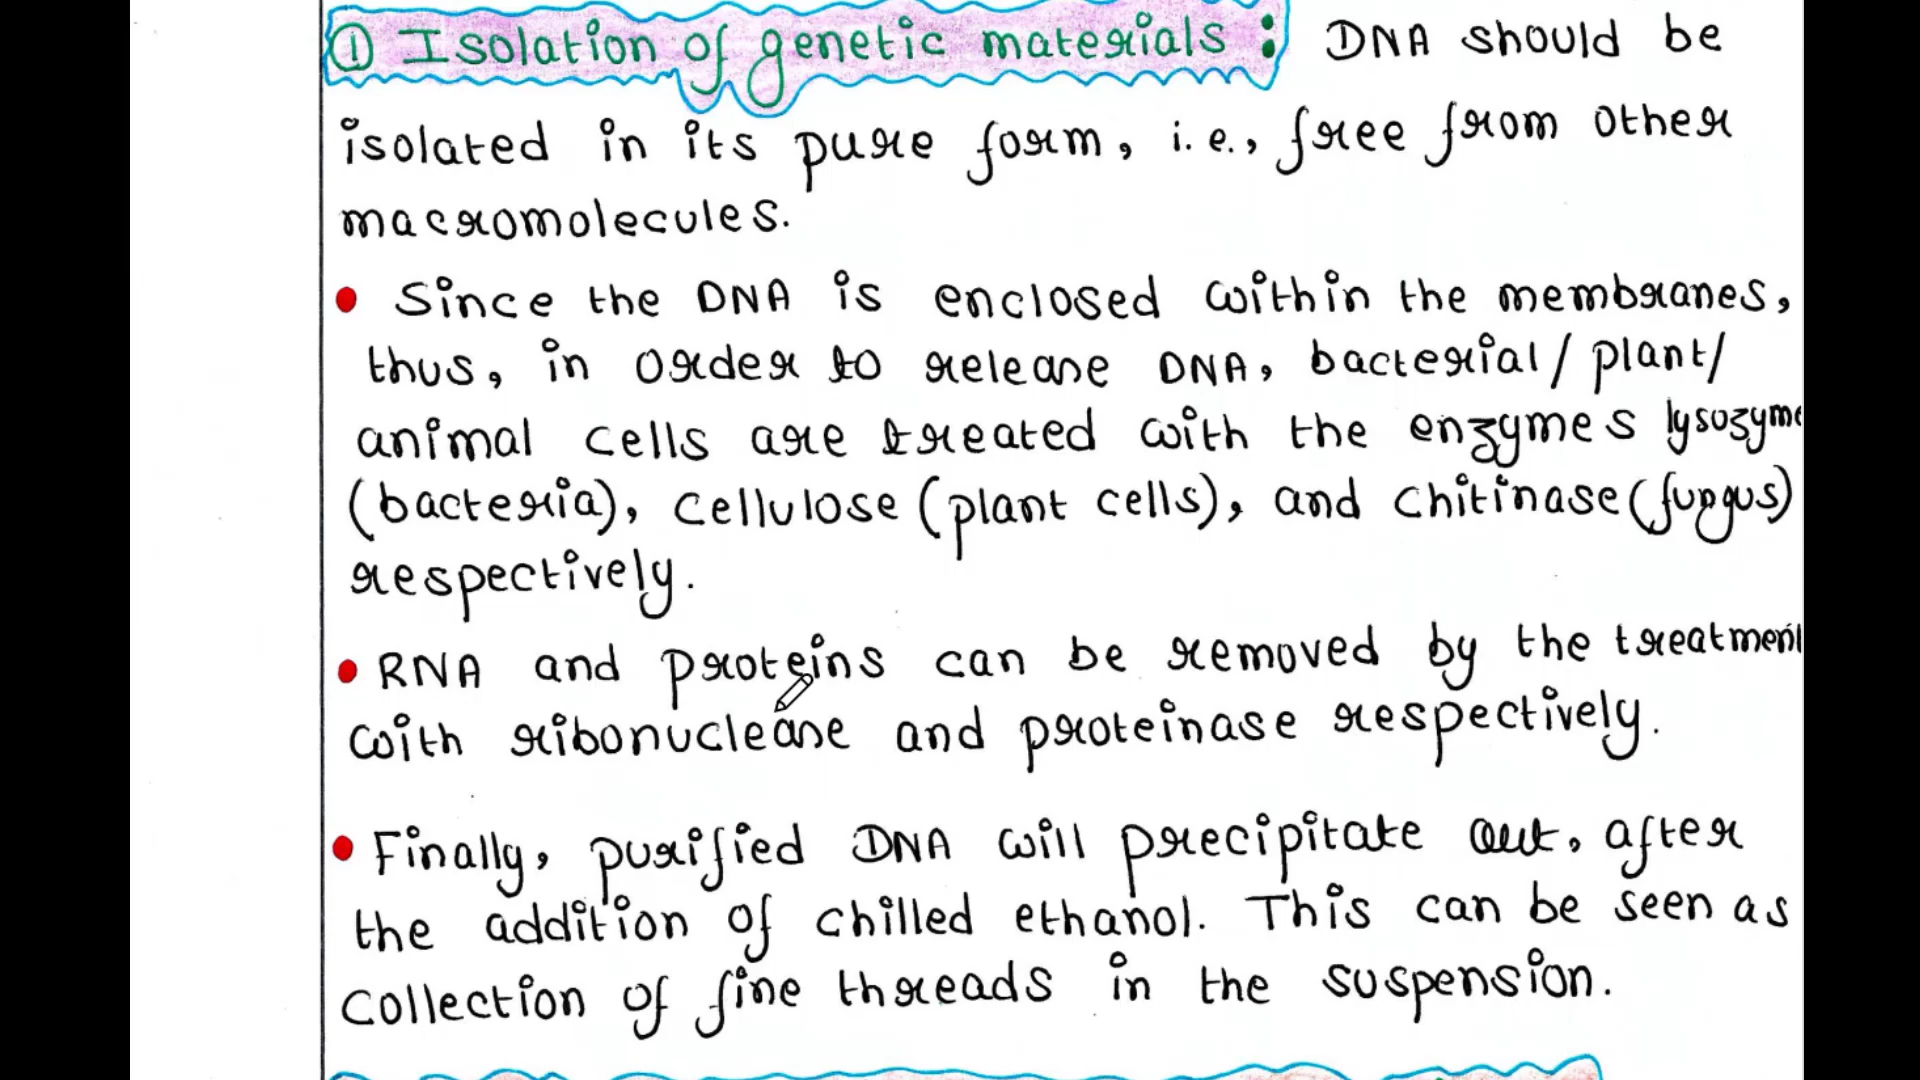 ① Isolation of genetic materials : DNA should be
isolated in its pure form, i.e., free from other
macromolecules.
• Since the DNA is enclosed within the membranes,
thus, in order to release DNA, bacterial/plant/
animal cells are treated with the enzymes lysozyme
(bacteria), cellulose (plant cells), and chitinase (fungus)
respectively.
• RNA and proteins can be removed by the treatment
with ribonuclease and proteinase respectively.
• Finally, purified DNA will precipitate out, after
the addition of chilled ethanol. This can be seen as
collection of fine threads in the suspension.